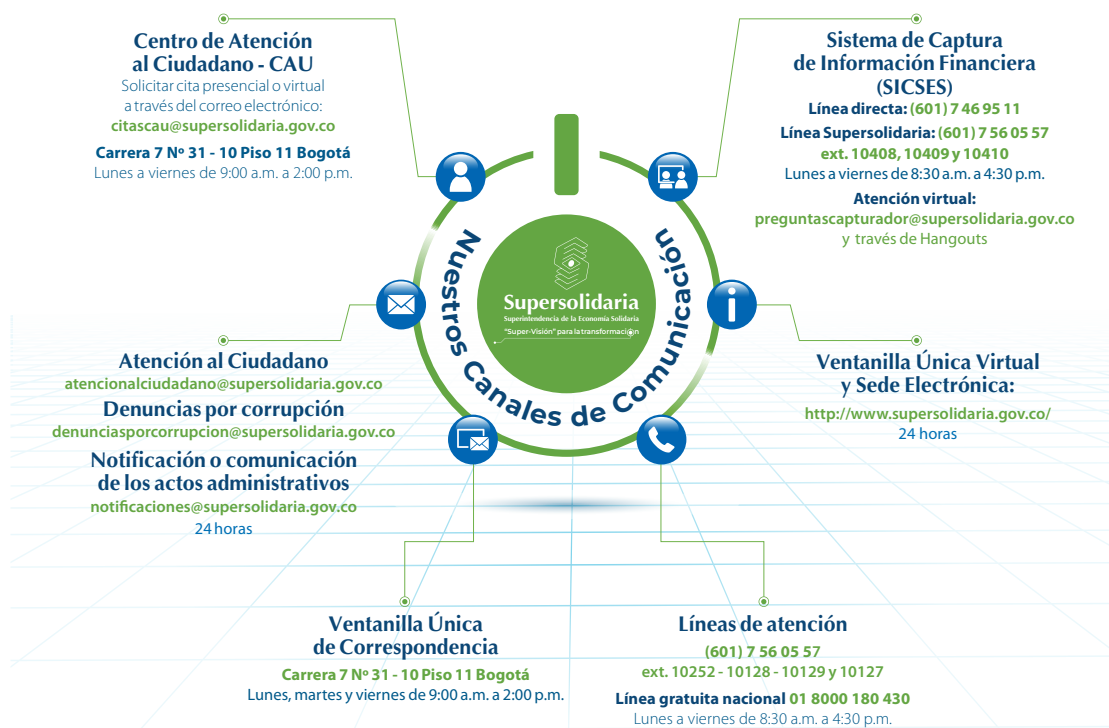 Centro de Atención
al Ciudadano - CAU
Solicitar cita presencial o virtual
a través del correo electrónico:
citascau@supersolidaria.gov.co
Carrera 7 Nº 31 - 10 Piso 11 Bogotá
Lunes a viernes de 9:00 a.m. a 2:00 p.m.
Sistema de Captura
de Información Financiera
(SICSES)
Línea directa: (601) 7 46 95 11
Línea Supersolidaria: (601) 7 56 05 57
ext. 10408, 10409 y 10410
Lunes a viernes de 8:30 a.m. a 4:30 p.m.
Atención virtual:
preguntascapturador@supersolidaria.gov.co
y través de Hangouts
Nuestros Canales de Comunicación
Supersolidaria
Superintendencia de la Economía Solidaria
"Super-Visión" para la transformación
Atención al Ciudadano
atencionalciudadano@supersolidaria.gov.co
Denuncias por corrupción
denunciasporcorrupcion@supersolidaria.gov.co
Notificación o comunicación
de los actos administrativos
notificaciones@supersolidaria.gov.co
24 horas
Ventanilla Única Virtual
y Sede Electrónica:
http://www.supersolidaria.gov.co/
24 horas
Ventanilla Única
de Correspondencia
Carrera 7 Nº 31 - 10 Piso 11 Bogotá
Lunes, martes y viernes de 9:00 a.m. a 2:00 p.m.
Líneas de atención
(601) 7 56 05 57
ext. 10252 - 10128 - 10129 y 10127
Línea gratuita nacional 01 8000 180 430
Lunes a viernes de 8:30 a.m. a 4:30 p.m.